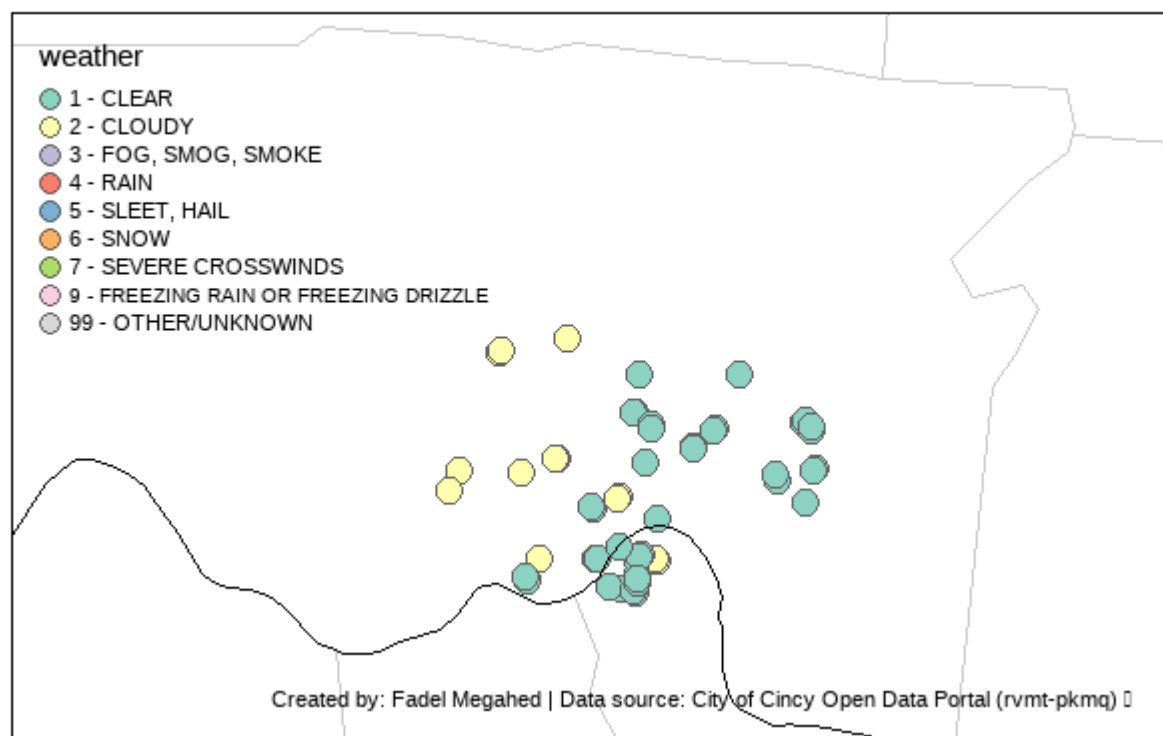 weather
1 - CLEAR
2 - CLOUDY
3 - FOG, SMOG, SMOKE
4 - RAIN
5 - SLEET, HAIL
6 - SNOW
7 - SEVERE CROSSWINDS
9 - FREEZING RAIN OR FREEZING DRIZZLE
99 - OTHER/UNKNOWN
Created by: Fadel Megahed | Data source: City of Cincy Open Data Portal (rvmt-pkmq) ▯